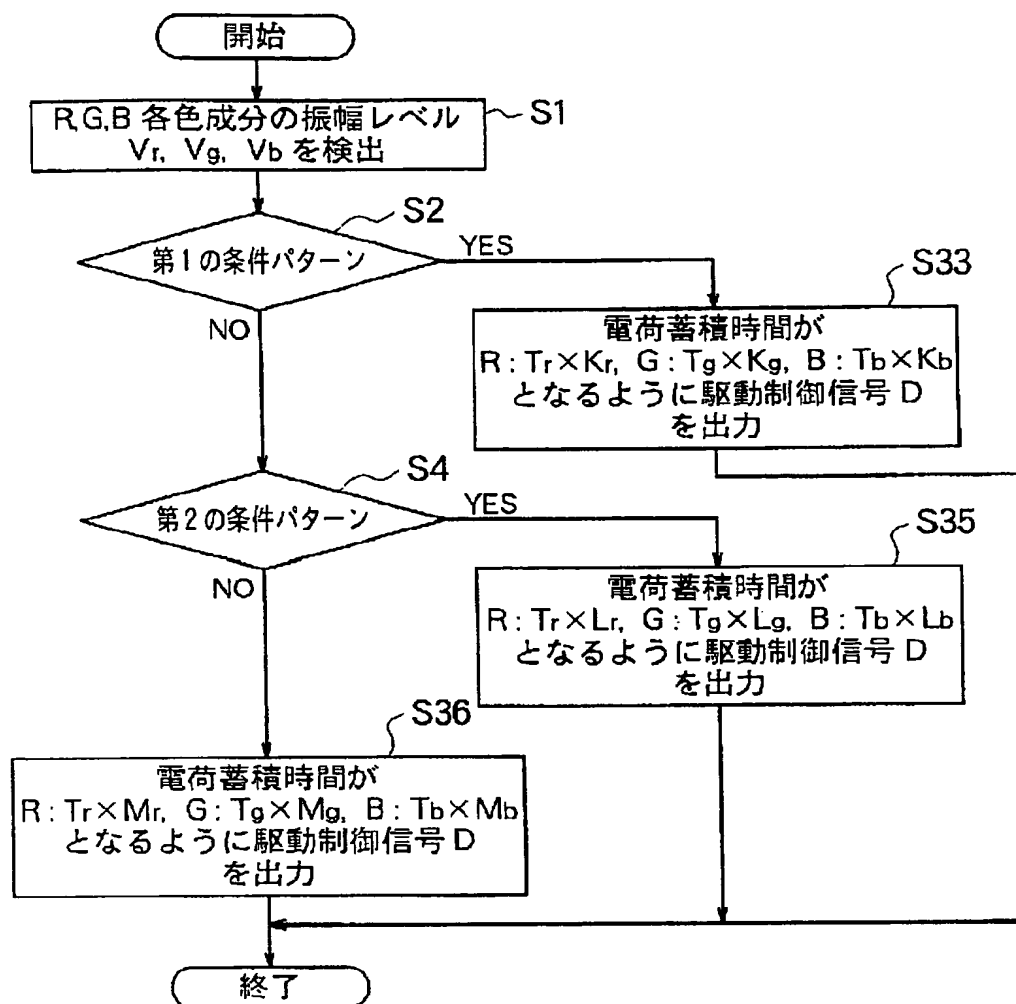 開始
R,G,B 各色成分の振幅レベル
Vr, Vg, Vb を検出
S1
S2
第1の条件パターン
YES
NO
S33
電荷蓄積時間が
R : Tr×Kr, G : Tg×Kg, B : Tb×Kb
となるように駆動制御信号 D
を出力
S4
第2の条件パターン
YES
NO
S35
電荷蓄積時間が
R : Tr×Lr, G : Tg×Lg, B : Tb×Lb
となるように駆動制御信号 D
を出力
S36
電荷蓄積時間が
R : Tr×Mr, G : Tg×Mg, B : Tb×Mb
となるように駆動制御信号 D
を出力
終了